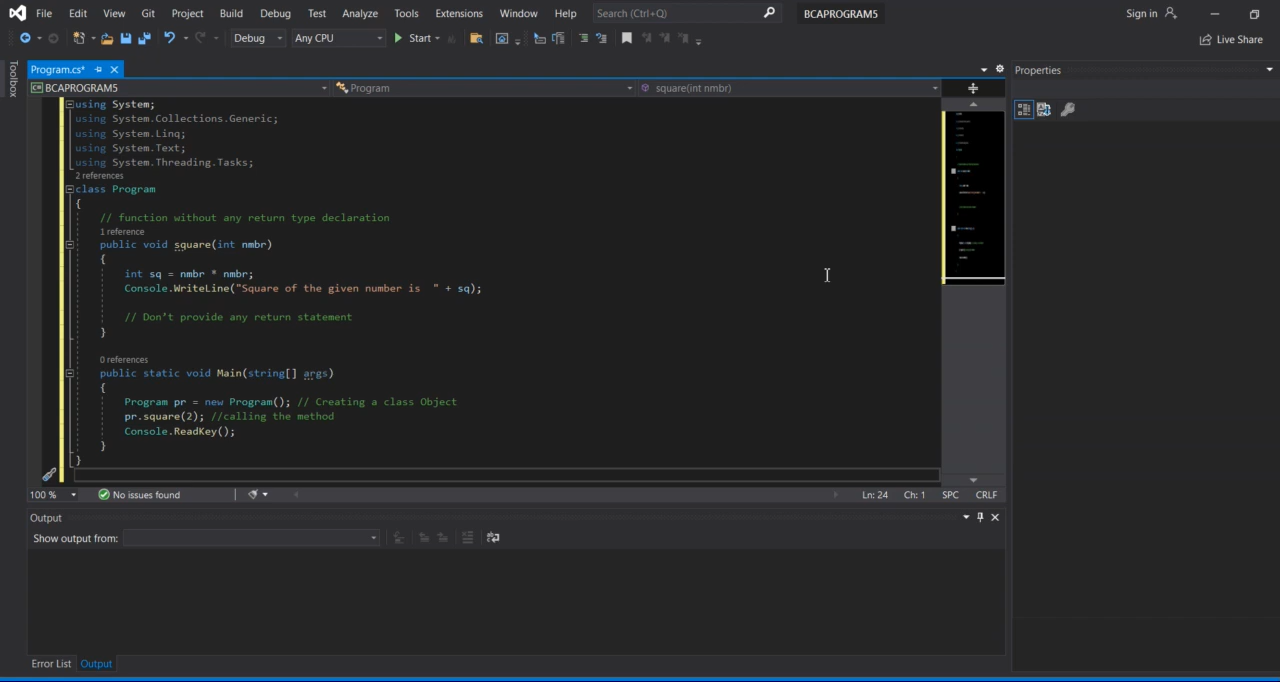 File Edit View Git Project Build Debug Test Analyze Tools Extensions Window Help Search (Ctrl+Q) BCAPROGRAM5 Sign in
Debug Any CPU Start Live Share
Toolbox
Program.cs* Properties
C# BCAPROGRAM5 Program square(int nmbr)
using System;
using System.Collections.Generic;
using System.Linq;
using System.Text;
using System.Threading.Tasks;
2 references
class Program
{
// function without any return type declaration
1 reference
public void square(int nmbr)
{
int sq = nmbr * nmbr;
Console.WriteLine("Square of the given number is  " + sq);
// Don’t provide any return statement
}
0 references
public static void Main(string[] args)
{
Program pr = new Program(); // Creating a class Object
pr.square(2); //calling the method
Console.ReadKey();
}
}
100 % No issues found Ln: 24 Ch: 1 SPC CRLF
Output
Show output from:
Error List Output